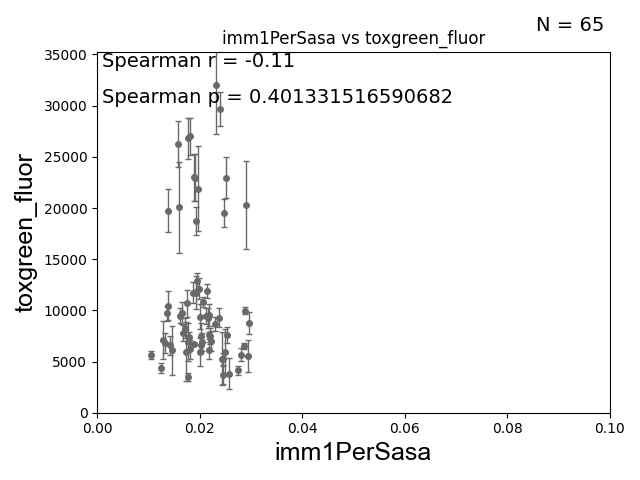 N = 65
imm1PerSasa vs toxgreen_fluor
Spearman r = -0.11
Spearman p = 0.401331516590682
35000
30000
25000
20000
15000
10000
5000
0
toxgreen_fluor
0.00 0.02 0.04 0.06 0.08 0.10
imm1PerSasa